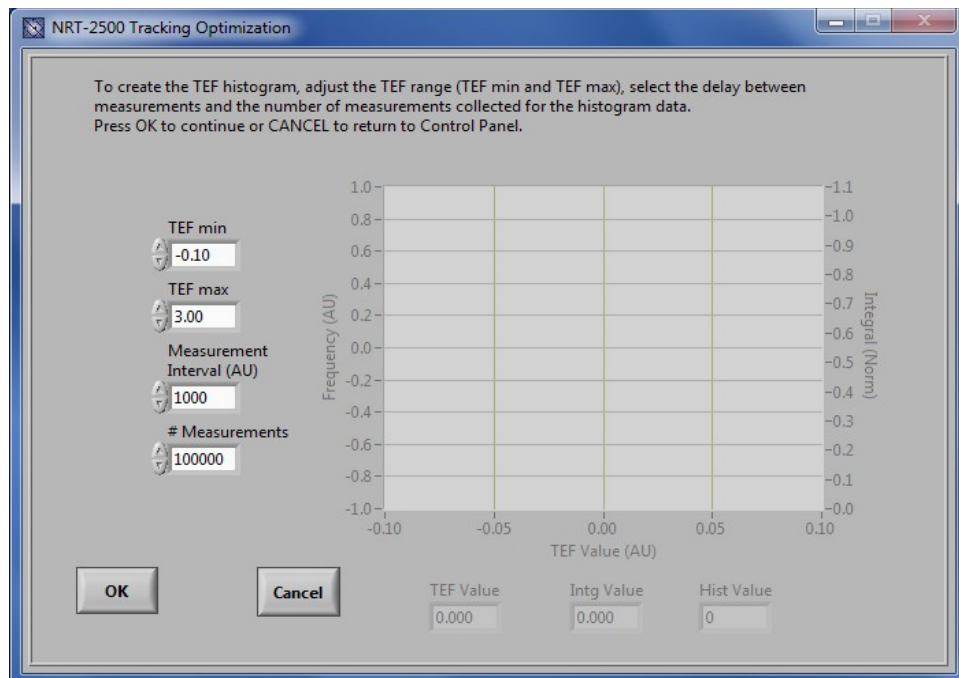 NRT-2500 Tracking Optimization
To create the TEF histogram, adjust the TEF range (TEF min and TEF max), select the delay between
measurements and the number of measurements collected for the histogram data.
Press OK to continue or CANCEL to return to Control Panel.
TEF min
-0.10
TEF max
3.00
Measurement
Interval (AU)
1000
# Measurements
100000
Frequency (AU)
1.0
0.8
0.6
0.4
0.2
0.0
-0.2
-0.4
-0.6
-0.8
-1.0
-0.10 -0.05 0.00 0.05 0.10
TEF Value (AU)
1.1
1.0
0.9
0.8
0.7
0.6
0.5
0.4
0.3
0.2
0.1
0.0
Integral (Norm)
OK
Cancel
TEF Value Intg Value Hist Value
0.000 0.000 0